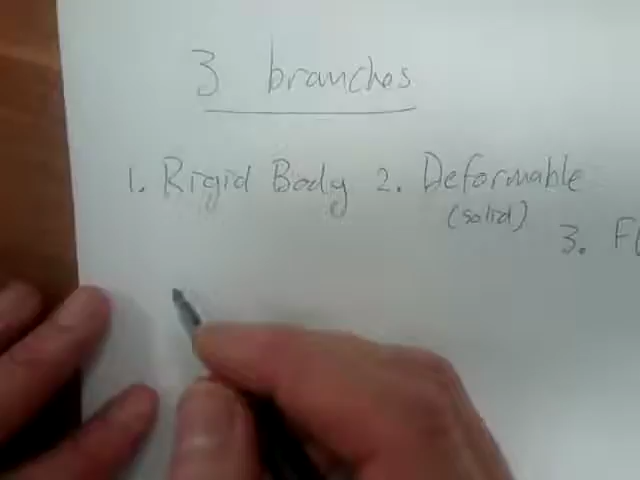 3 branches
1. Rigid Body 2. Deformable
(solid)
3.